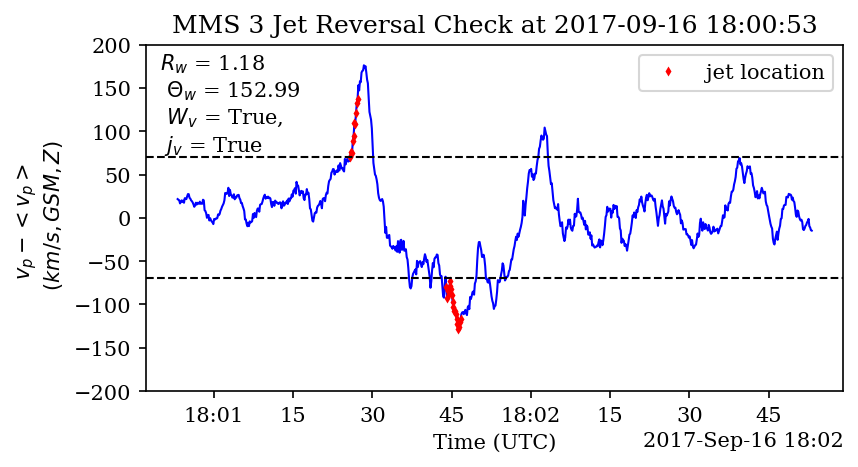 MMS 3 Jet Reversal Check at 2017-09-16 18:00:53
R_w = 1.18
Θ_w = 152.99
W_v = True,
j_v = True
jet location
v_p − < v_p >
(km/s, GSM, Z)
200
150
100
50
0
−50
−100
−150
−200
18:01 15 30 45 18:02 15 30 45
Time (UTC)
2017-Sep-16 18:02